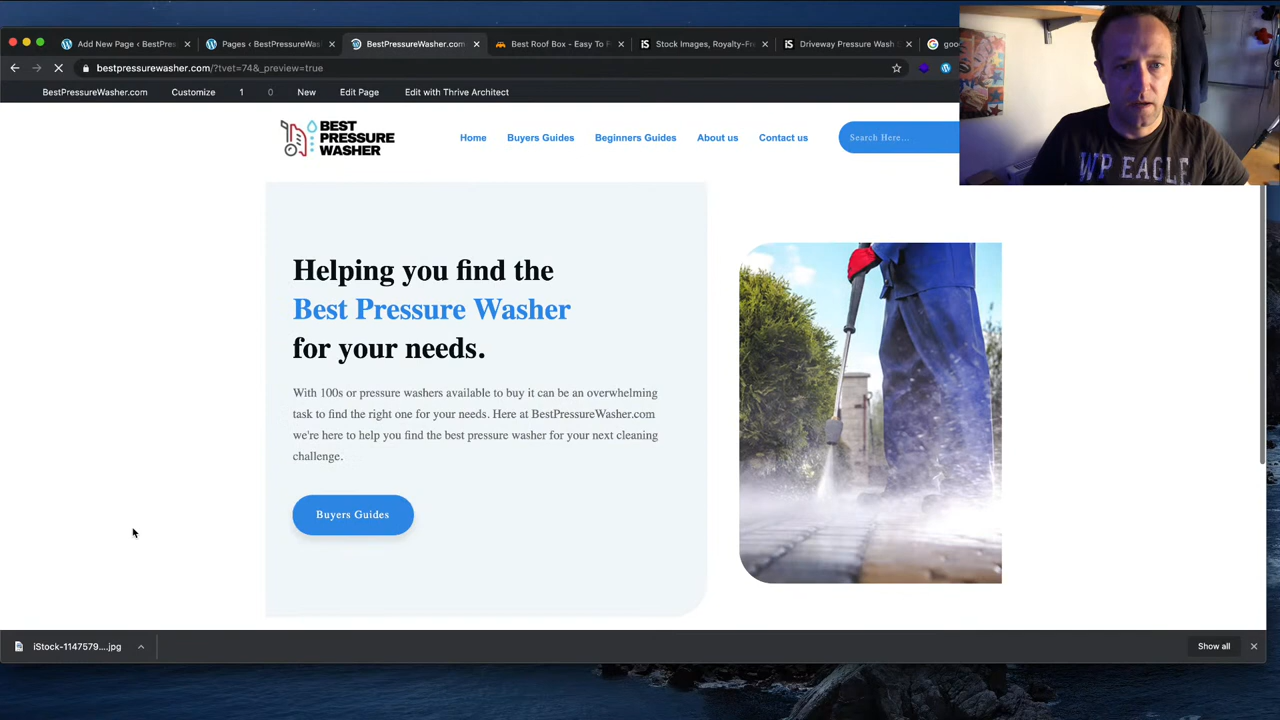 Add New Page ‹ BestPres
Pages ‹ BestPressureWas
BestPressureWasher.com
Best Roof Box - Easy To F
Stock Images, Royalty-Fre
Driveway Pressure Wash
goo
bestpressurewasher.com/?tvet=74&_preview=true
BestPressureWasher.com
Customize
1
0
New
Edit Page
Edit with Thrive Architect
BEST
PRESSURE
WASHER
Home
Buyers Guides
Beginners Guides
About us
Contact us
Search Here...
WP EAGLE
Helping you find the
Best Pressure Washer
for your needs.
With 100s or pressure washers available to buy it can be an overwhelming
task to find the right one for your needs. Here at BestPressureWasher.com
we're here to help you find the best pressure washer for your next cleaning
challenge.
Buyers Guides
iStock-1147579....jpg
Show all